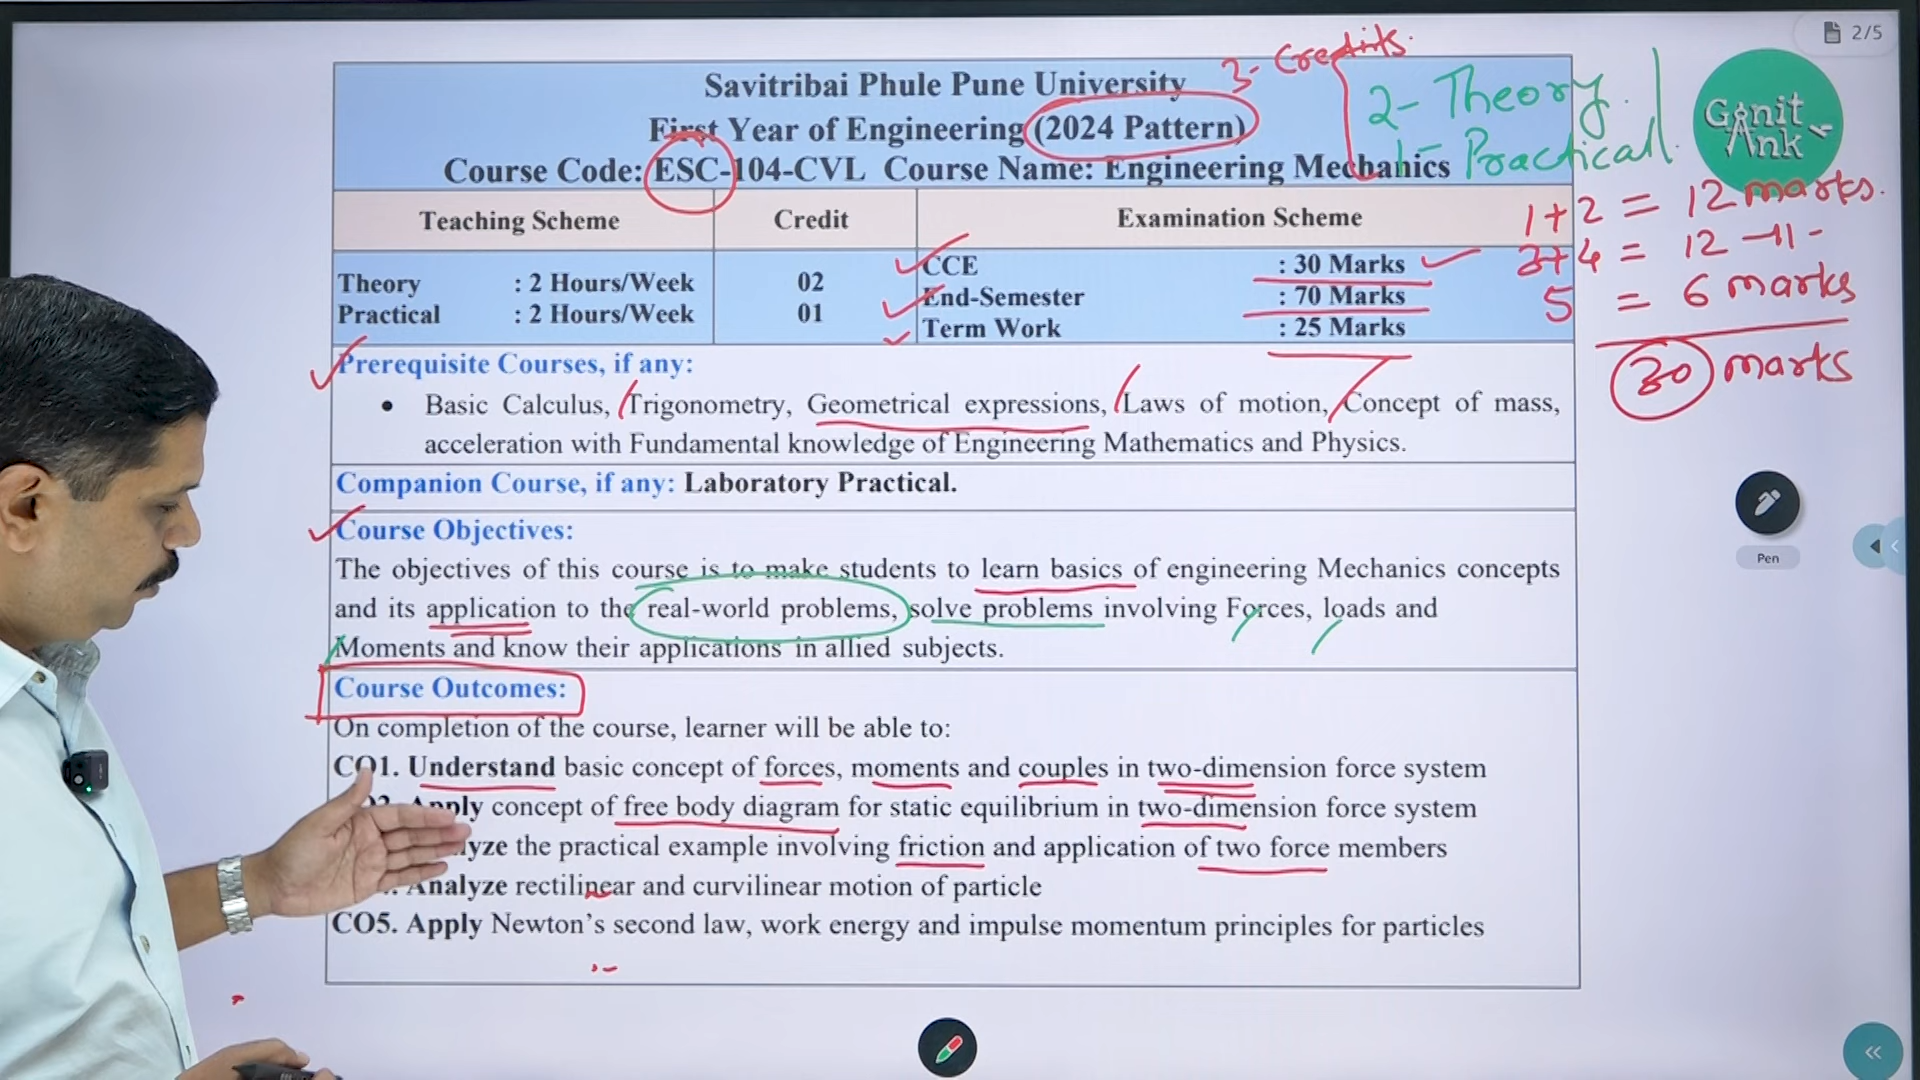 2/5
Savitribai Phule Pune University
3- Credits.
2- Theory.
1- Practical.
Ganit
Ank
First Year of Engineering (2024 Pattern)
Course Code: ESC-104-CVL Course Name: Engineering Mechanics
Teaching Scheme Credit Examination Scheme
1+2 = 12 marks.
3+4 = 12 -11-
5 = 6 marks
30 marks
Theory : 2 Hours/Week 02
Practical : 2 Hours/Week 01
CCE : 30 Marks
End-Semester : 70 Marks
Term Work : 25 Marks
Prerequisite Courses, if any:
• Basic Calculus, Trigonometry, Geometrical expressions, Laws of motion, Concept of mass,
acceleration with Fundamental knowledge of Engineering Mathematics and Physics.
Companion Course, if any: Laboratory Practical.
Pen
Course Objectives:
The objectives of this course is to make students to learn basics of engineering Mechanics concepts
and its application to the real-world problems, solve problems involving Forces, loads and
Moments and know their applications in allied subjects.
Course Outcomes:
On completion of the course, learner will be able to:
CO1. Understand basic concept of forces, moments and couples in two-dimension force system
Apply concept of free body diagram for static equilibrium in two-dimension force system
the practical example involving friction and application of two force members
Analyze rectilinear and curvilinear motion of particle
CO5. Apply Newton's second law, work energy and impulse momentum principles for particles